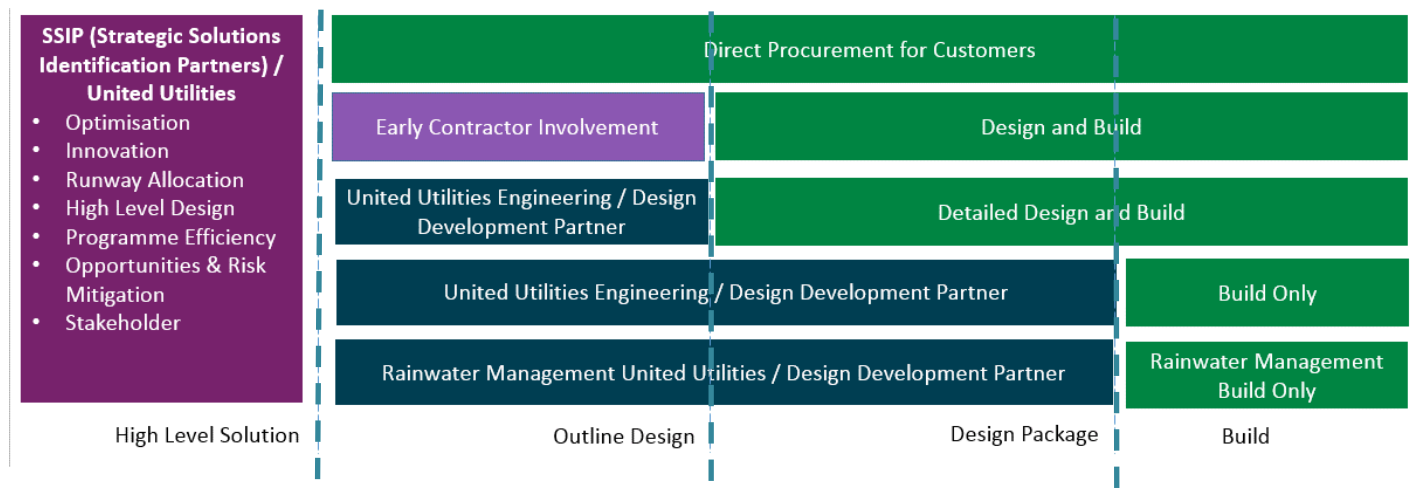 SSIP (Strategic Solutions
Identification Partners) /
United Utilities
• Optimisation
• Innovation
• Runway Allocation
• High Level Design
• Programme Efficiency
• Opportunities & Risk
Mitigation
• Stakeholder
Direct Procurement for Customers
Early Contractor Involvement
Design and Build
United Utilities Engineering / Design
Development Partner
Detailed Design and Build
United Utilities Engineering / Design Development Partner
Build Only
Rainwater Management United Utilities / Design Development Partner
Rainwater Management
Build Only
High Level Solution
Outline Design
Design Package
Build